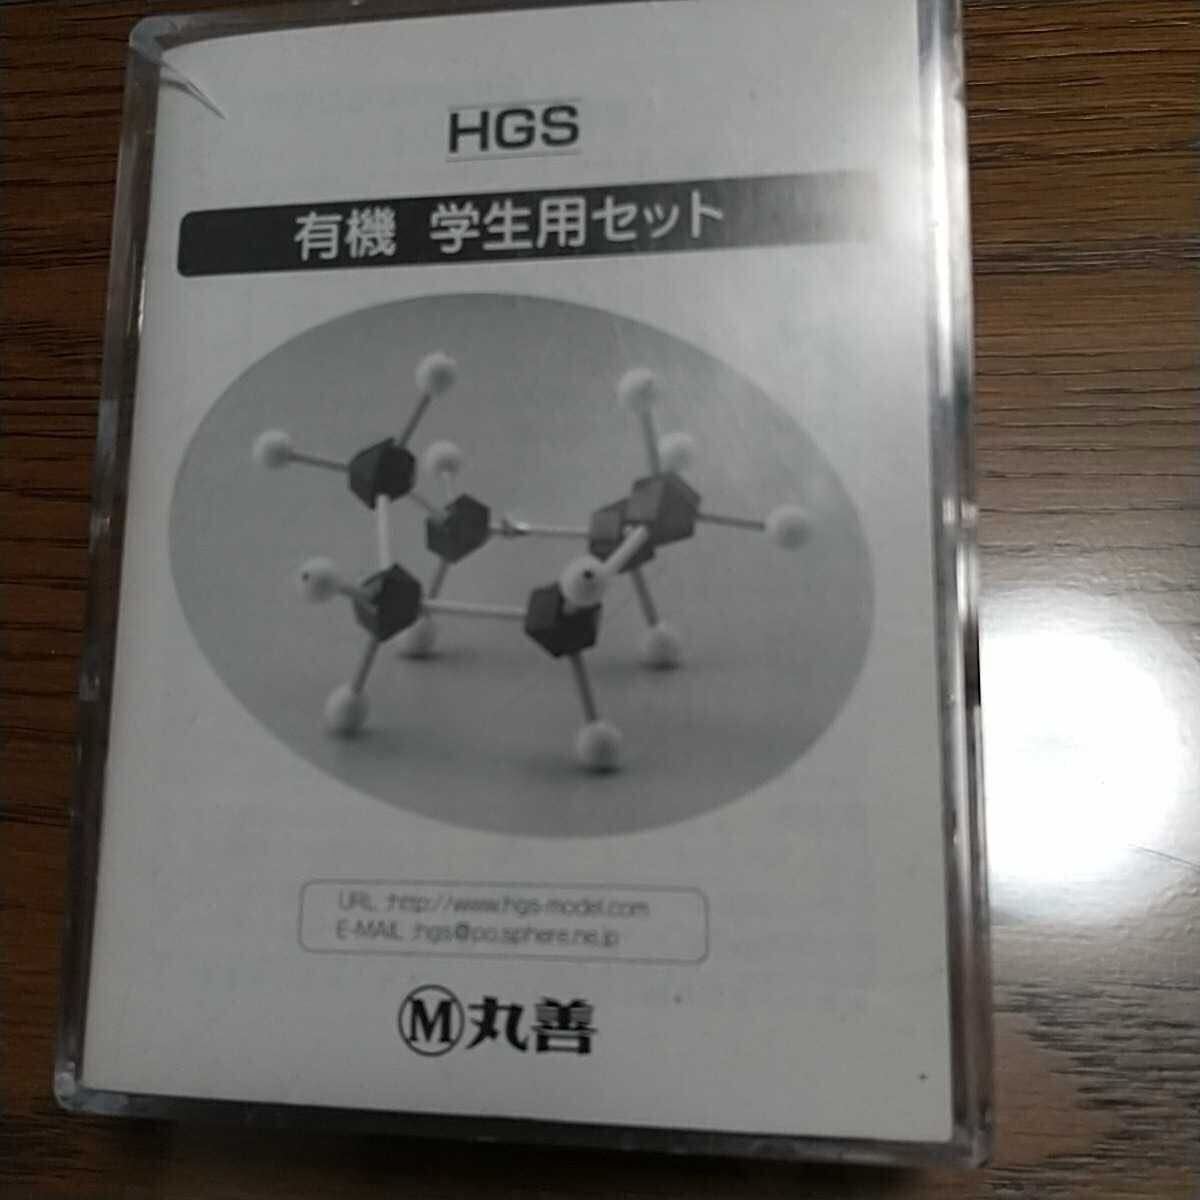 HGS
有機 学生用セット
URL :http://www.hgs-model.com
E-MAIL :hgs@po.sphere.ne.jp
M丸善